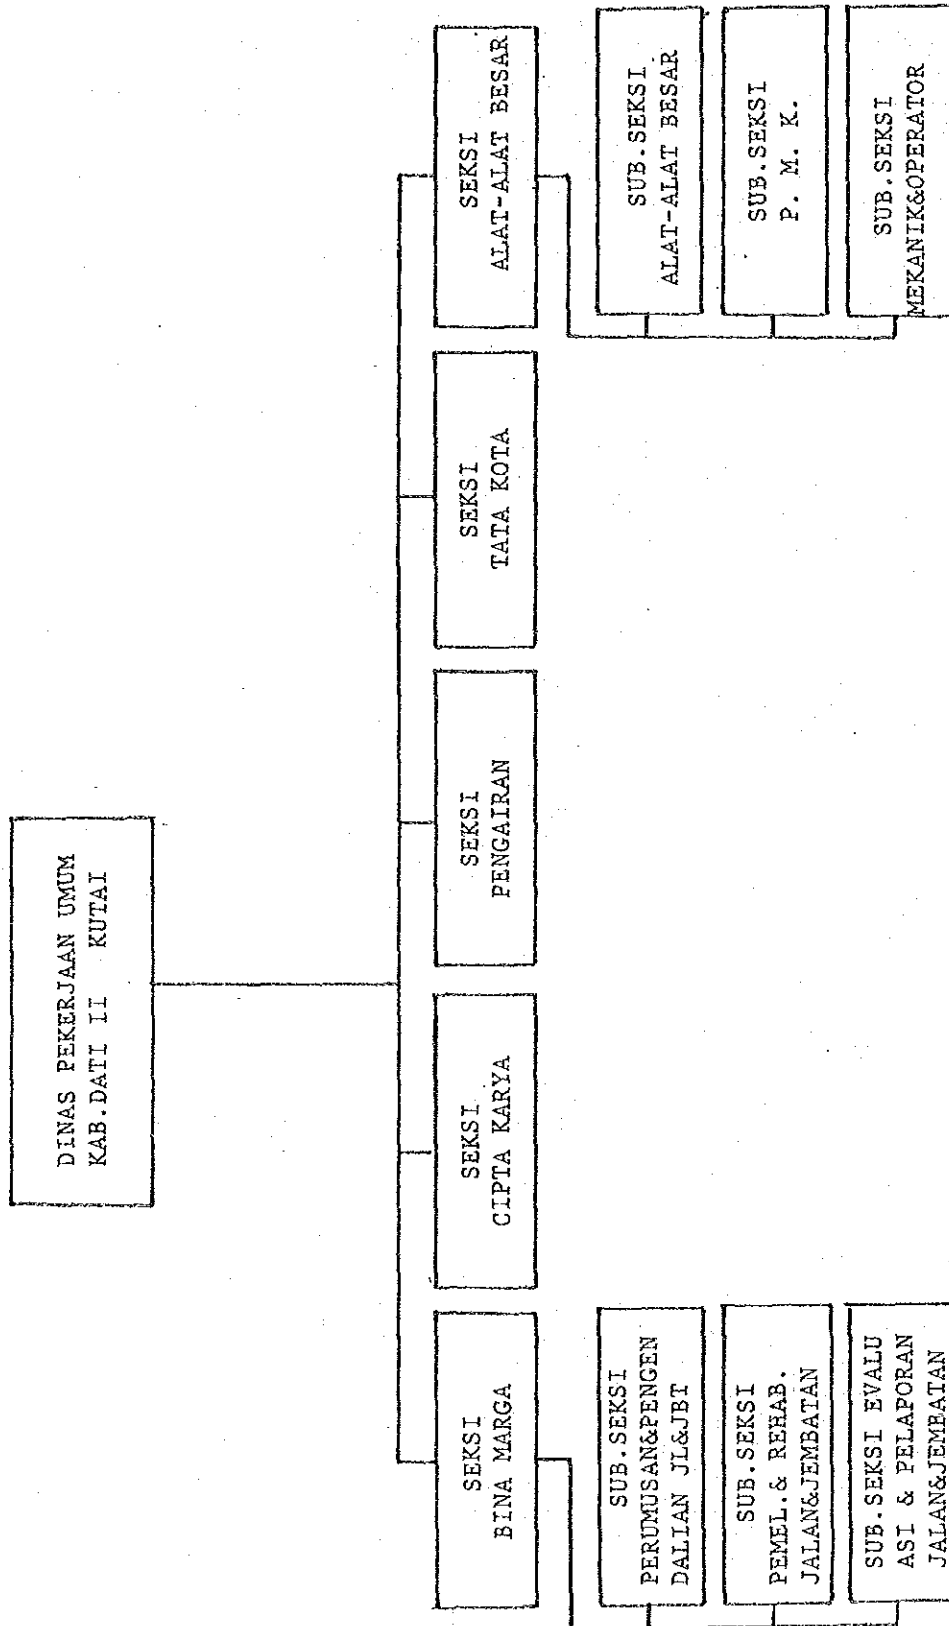 DINAS PEKERJAAN UMUM
KAB.DATI II KUTAI
SEKSI
BINA MARGA
SEKSI
CIPTA KARYA
SEKSI
PENGAIRAN
SEKSI
TATA KOTA
SEKSI
ALAT-ALAT BESAR
SUB.SEKSI
PERUMUSAN&PENGEN
DALIAN JL&JBT
SUB.SEKSI
PEMEL.& REHAB.
JALAN&JEMBATAN
SUB.SEKSI EVALU
ASI & PELAPORAN
JALAN&JEMBATAN
SUB.SEKSI
ALAT-ALAT BESAR
SUB.SEKSI
P. M. K.
SUB.SEKSI
MEKANIK&OPERATOR